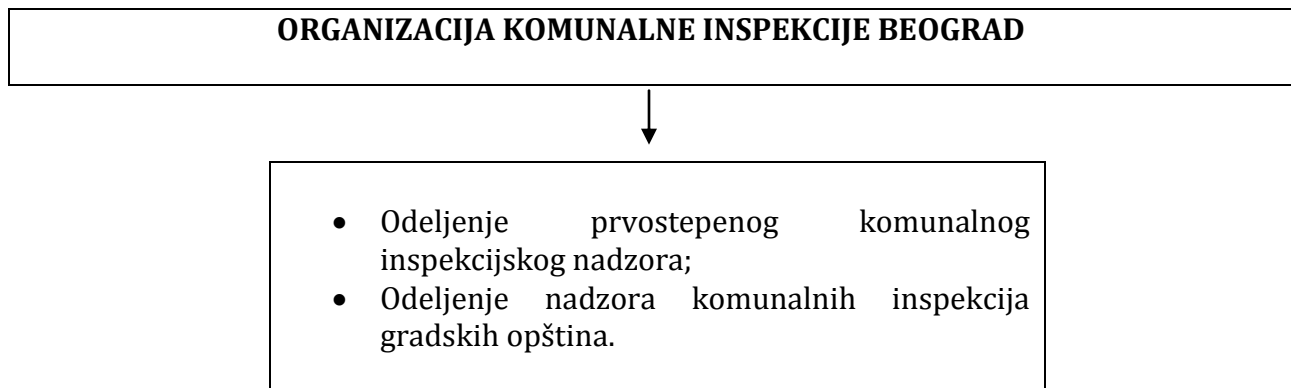 ORGANIZACIJA KOMUNALNE INSPEKCIJE BEOGRAD
• Odeljenje prvostepenog komunalnog
inspekcijskog nadzora;
• Odeljenje nadzora komunalnih inspekcija
gradskih opština.